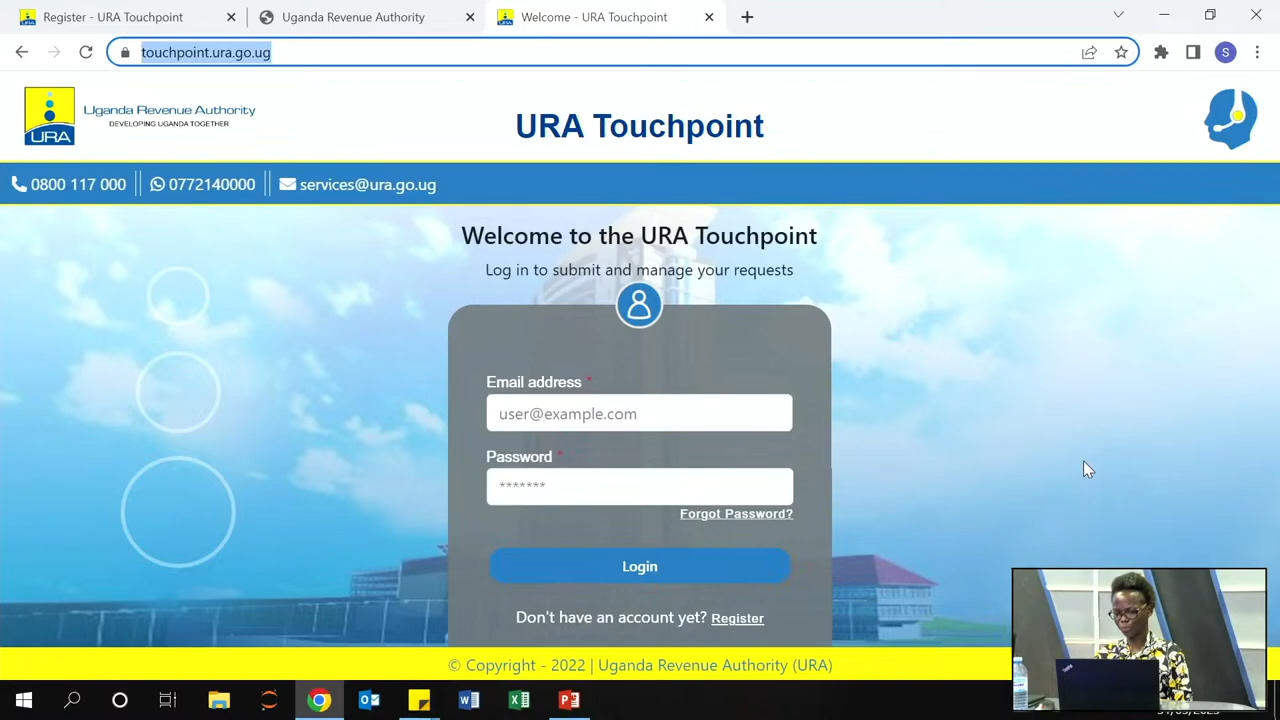 Register - URA Touchpoint
Uganda Revenue Authority
Welcome - URA Touchpoint
touchpoint.ura.go.ug
S
Uganda Revenue Authority
DEVELOPING UGANDA TOGETHER
URA
URA Touchpoint
0800 117 000
0772140000
services@ura.go.ug
Welcome to the URA Touchpoint
Log in to submit and manage your requests
Email address *
user@example.com
Password *
*******
Forgot Password?
Login
Don't have an account yet? Register
© Copyright - 2022 | Uganda Revenue Authority (URA)